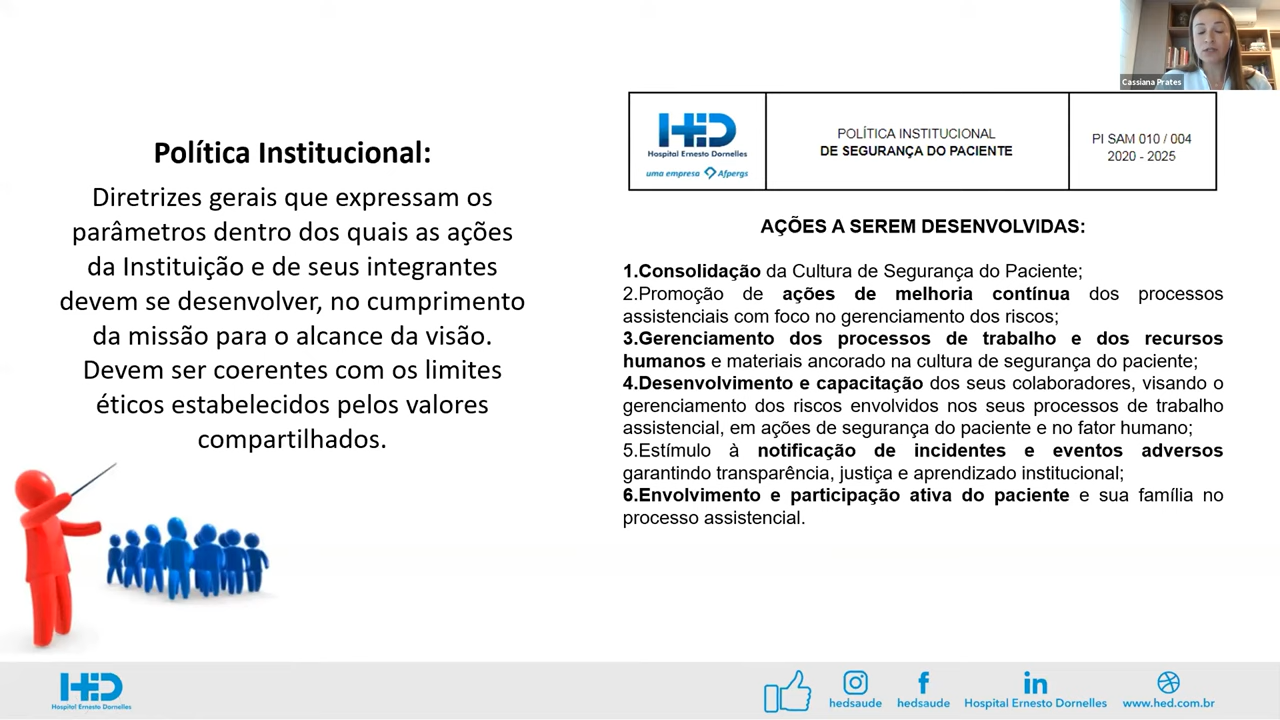 Cassiana Prates
Política Institucional:
Diretrizes gerais que expressam os
parâmetros dentro dos quais as ações
da Instituição e de seus integrantes
devem se desenvolver, no cumprimento
da missão para o alcance da visão.
Devem ser coerentes com os limites
éticos estabelecidos pelos valores
compartilhados.
HED
Hospital Ernesto Dornelles
uma empresa Afpergs
POLÍTICA INSTITUCIONAL
DE SEGURANÇA DO PACIENTE
PI SAM 010 / 004
2020 - 2025
AÇÕES A SEREM DESENVOLVIDAS:
1.Consolidação da Cultura de Segurança do Paciente;
2.Promoção de ações de melhoria contínua dos processos
assistenciais com foco no gerenciamento dos riscos;
3.Gerenciamento dos processos de trabalho e dos recursos
humanos e materiais ancorado na cultura de segurança do paciente;
4.Desenvolvimento e capacitação dos seus colaboradores, visando o
gerenciamento dos riscos envolvidos nos seus processos de trabalho
assistencial, em ações de segurança do paciente e no fator humano;
5.Estímulo à notificação de incidentes e eventos adversos
garantindo transparência, justiça e aprendizado institucional;
6.Envolvimento e participação ativa do paciente e sua família no
processo assistencial.
HED
Hospital Ernesto Dornelles
hedsaude
hedsaude
Hospital Ernesto Dornelles
www.hed.com.br